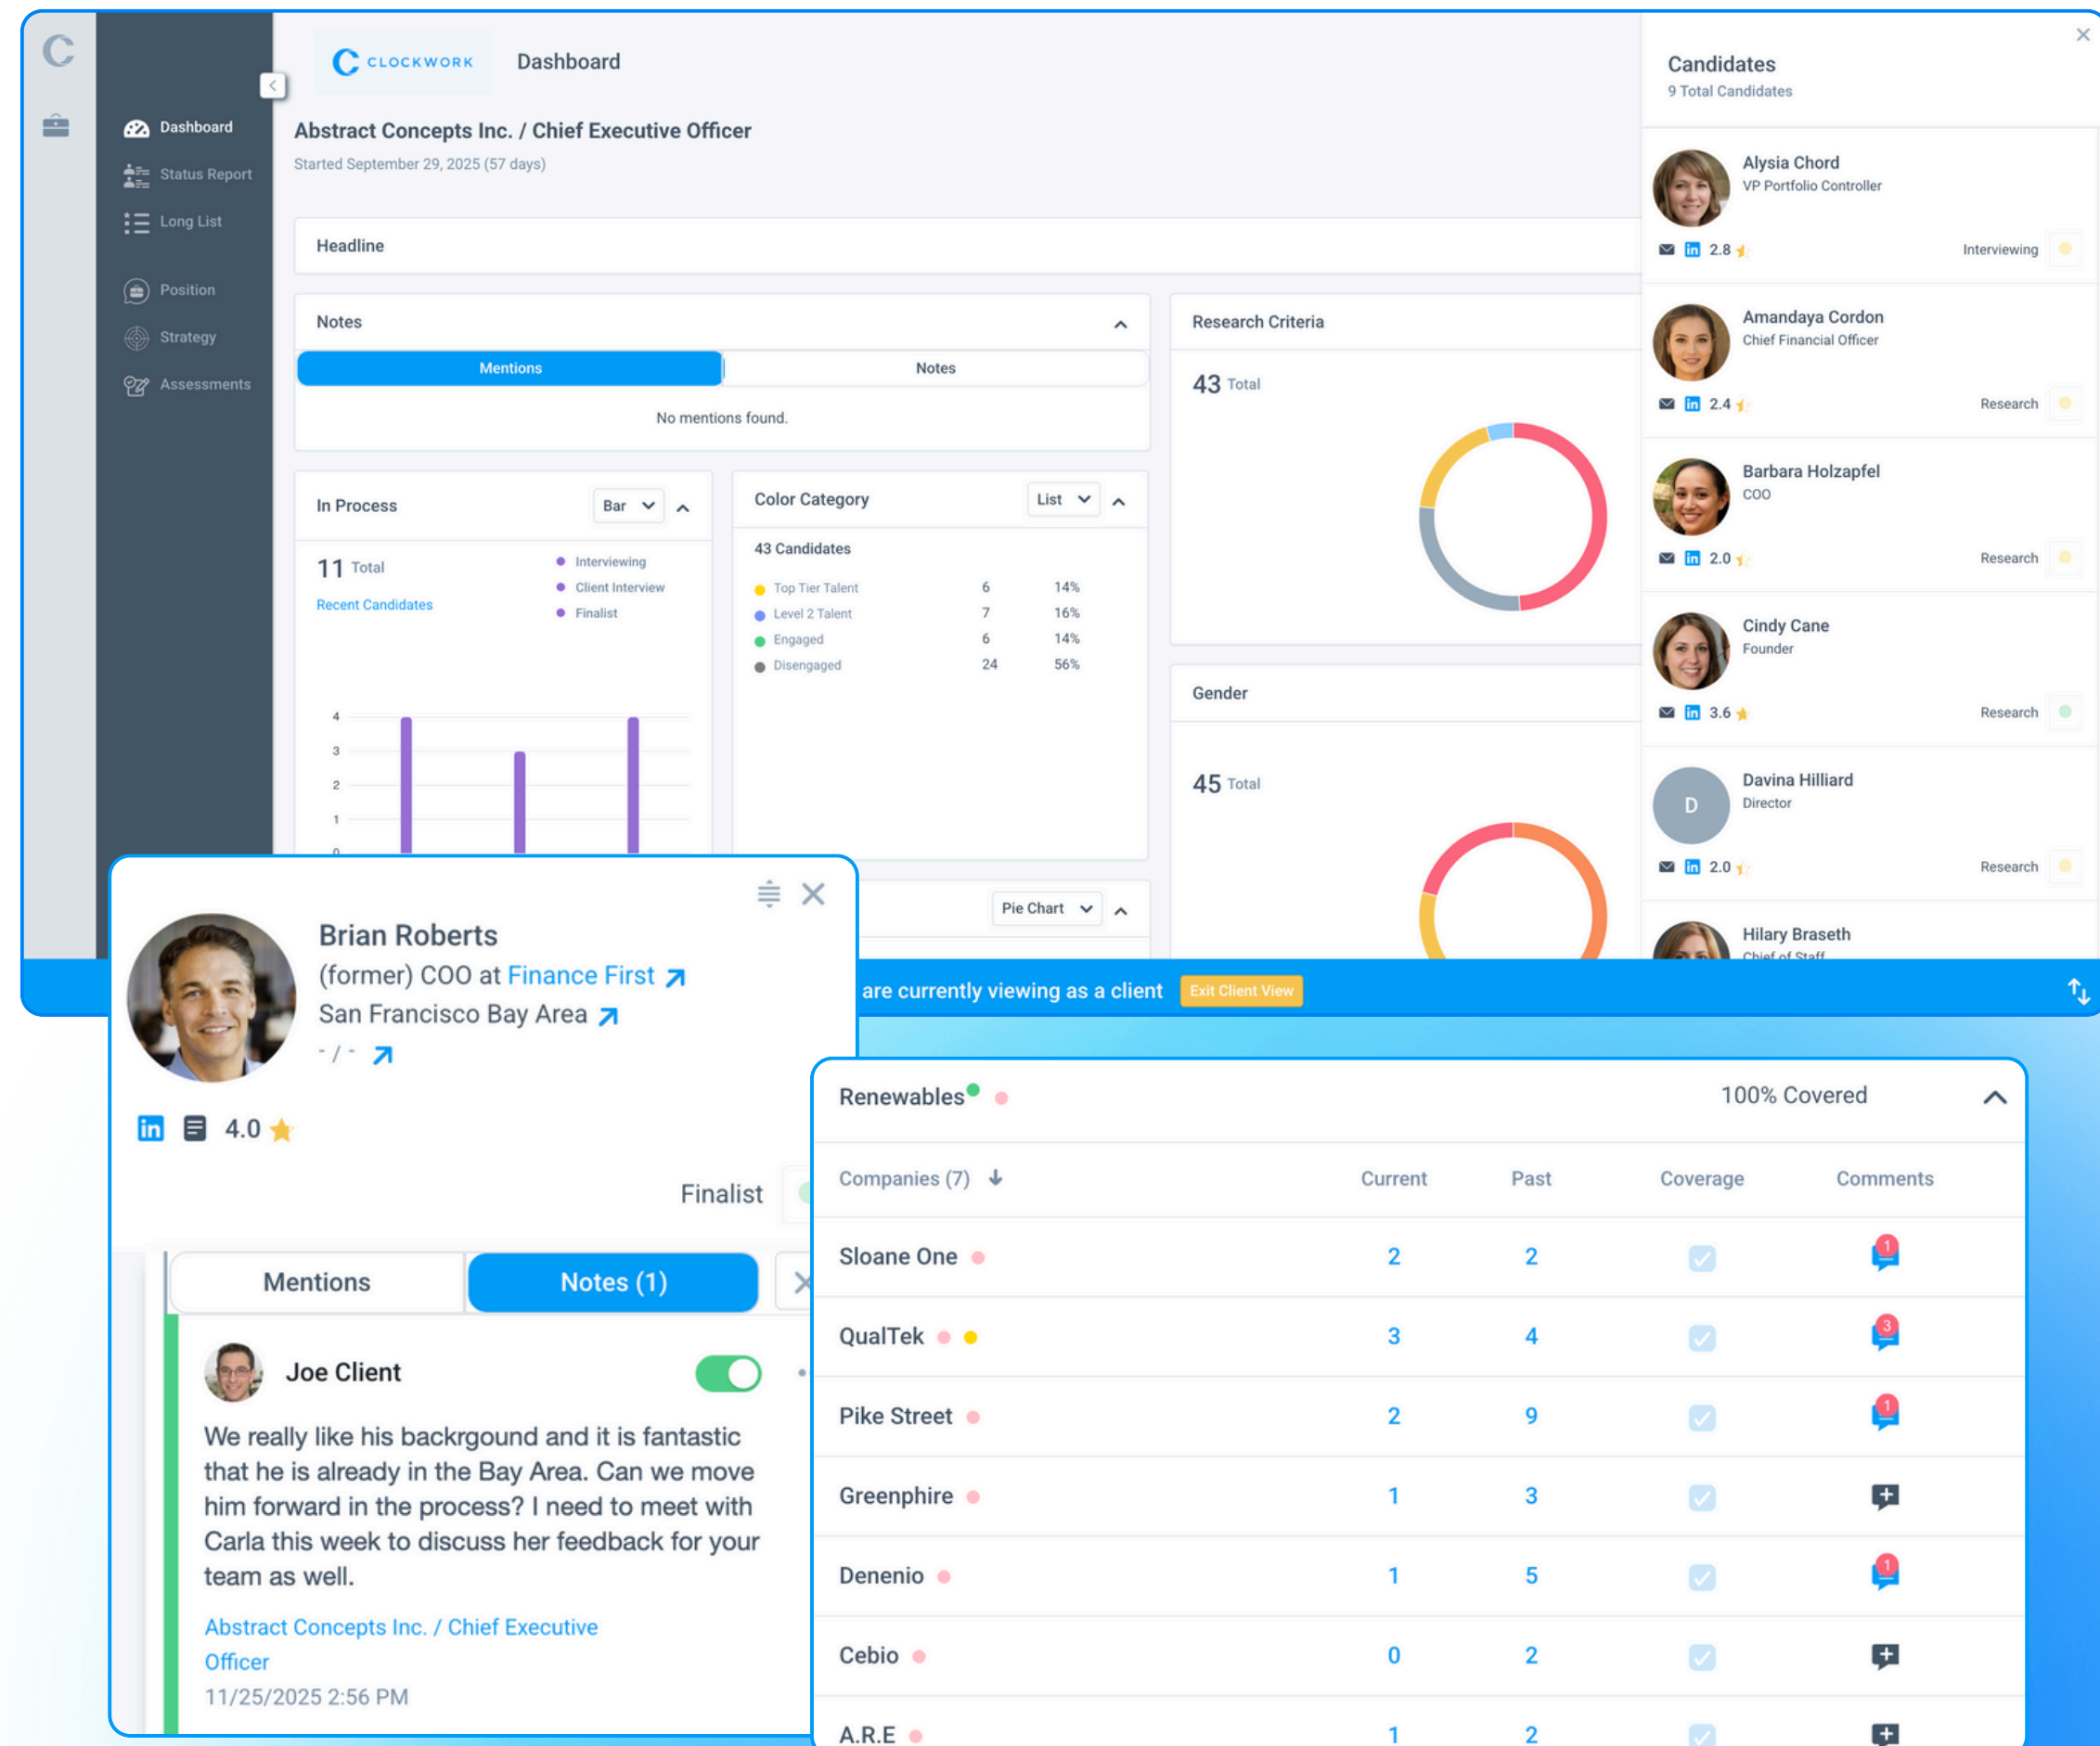 CLOCKWORK
Dashboard
Dashboard
Status Report
Long List
Position
Strategy
Assessments
Abstract Concepts Inc. / Chief Executive Officer
Started September 29, 2025 (57 days)
Headline
Notes
Mentions
Notes
No mentions found.
In Process
Bar
11 Total
Recent Candidates
Interviewing
Client Interview
Finalist
4
3
2
1
0
Color Category
List
43 Candidates
Top Tier Talent 6 14%
Level 2 Talent 7 16%
Engaged 6 14%
Disengaged 24 56%
Pie Chart
Research Criteria
43 Total
Gender
45 Total
Candidates
9 Total Candidates
Alysia Chord
VP Portfolio Controller
in 2.8 Interviewing
Amandaya Cordon
Chief Financial Officer
in 2.4 Research
Barbara Holzapfel
COO
in 2.0 Research
Cindy Cane
Founder
in 3.6 Research
D
Davina Hilliard
Director
in 2.0 Research
Hilary Braseth
Chief of Staff
are currently viewing as a client Exit Client View
Brian Roberts
(former) COO at Finance First
San Francisco Bay Area
- / -
in 4.0
Finalist
Mentions
Notes (1)
Joe Client
We really like his backrgound and it is fantastic
that he is already in the Bay Area. Can we move
him forward in the process? I need to meet with
Carla this week to discuss her feedback for your
team as well.
Abstract Concepts Inc. / Chief Executive
Officer
11/25/2025 2:56 PM
Renewables 100% Covered
Companies (7) Current Past Coverage Comments
Sloane One 2 2 1
QualTek 3 4 3
Pike Street 2 9 1
Greenphire 1 3
Denenio 1 5 1
Cebio 0 2
A.R.E 1 2